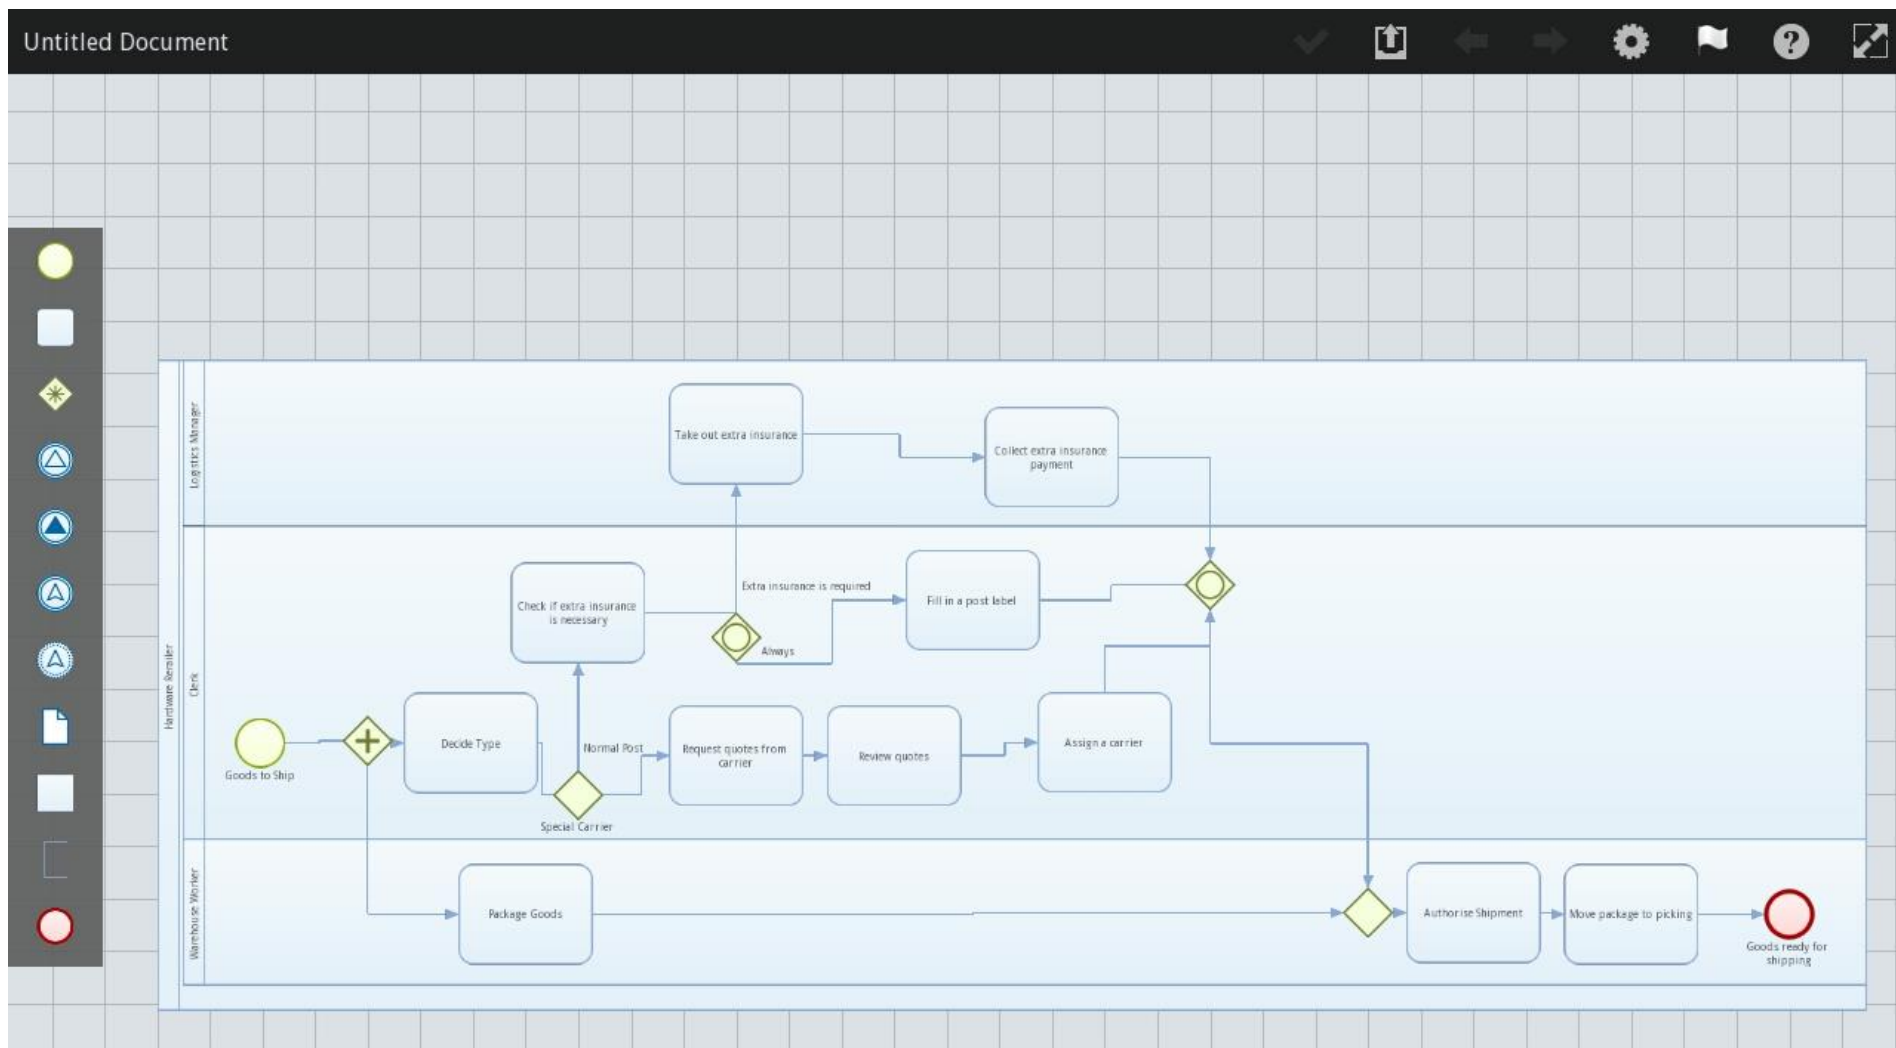 Untitled Document
Logistics Manager
Take out extra insurance
Collect extra insurance
payment
Hardware Rerailer
Clerk
Check if extra insurance
is necessary
Extra insurance is required
Always
Fill in a post label
Goods to Ship
Decide Type
Normal Post
Special Carrier
Request quotes from
carrier
Review quotes
Assign a carrier
Warehouse Worker
Package Goods
Authorise Shipment
Move package to picking
Goods ready for
shipping